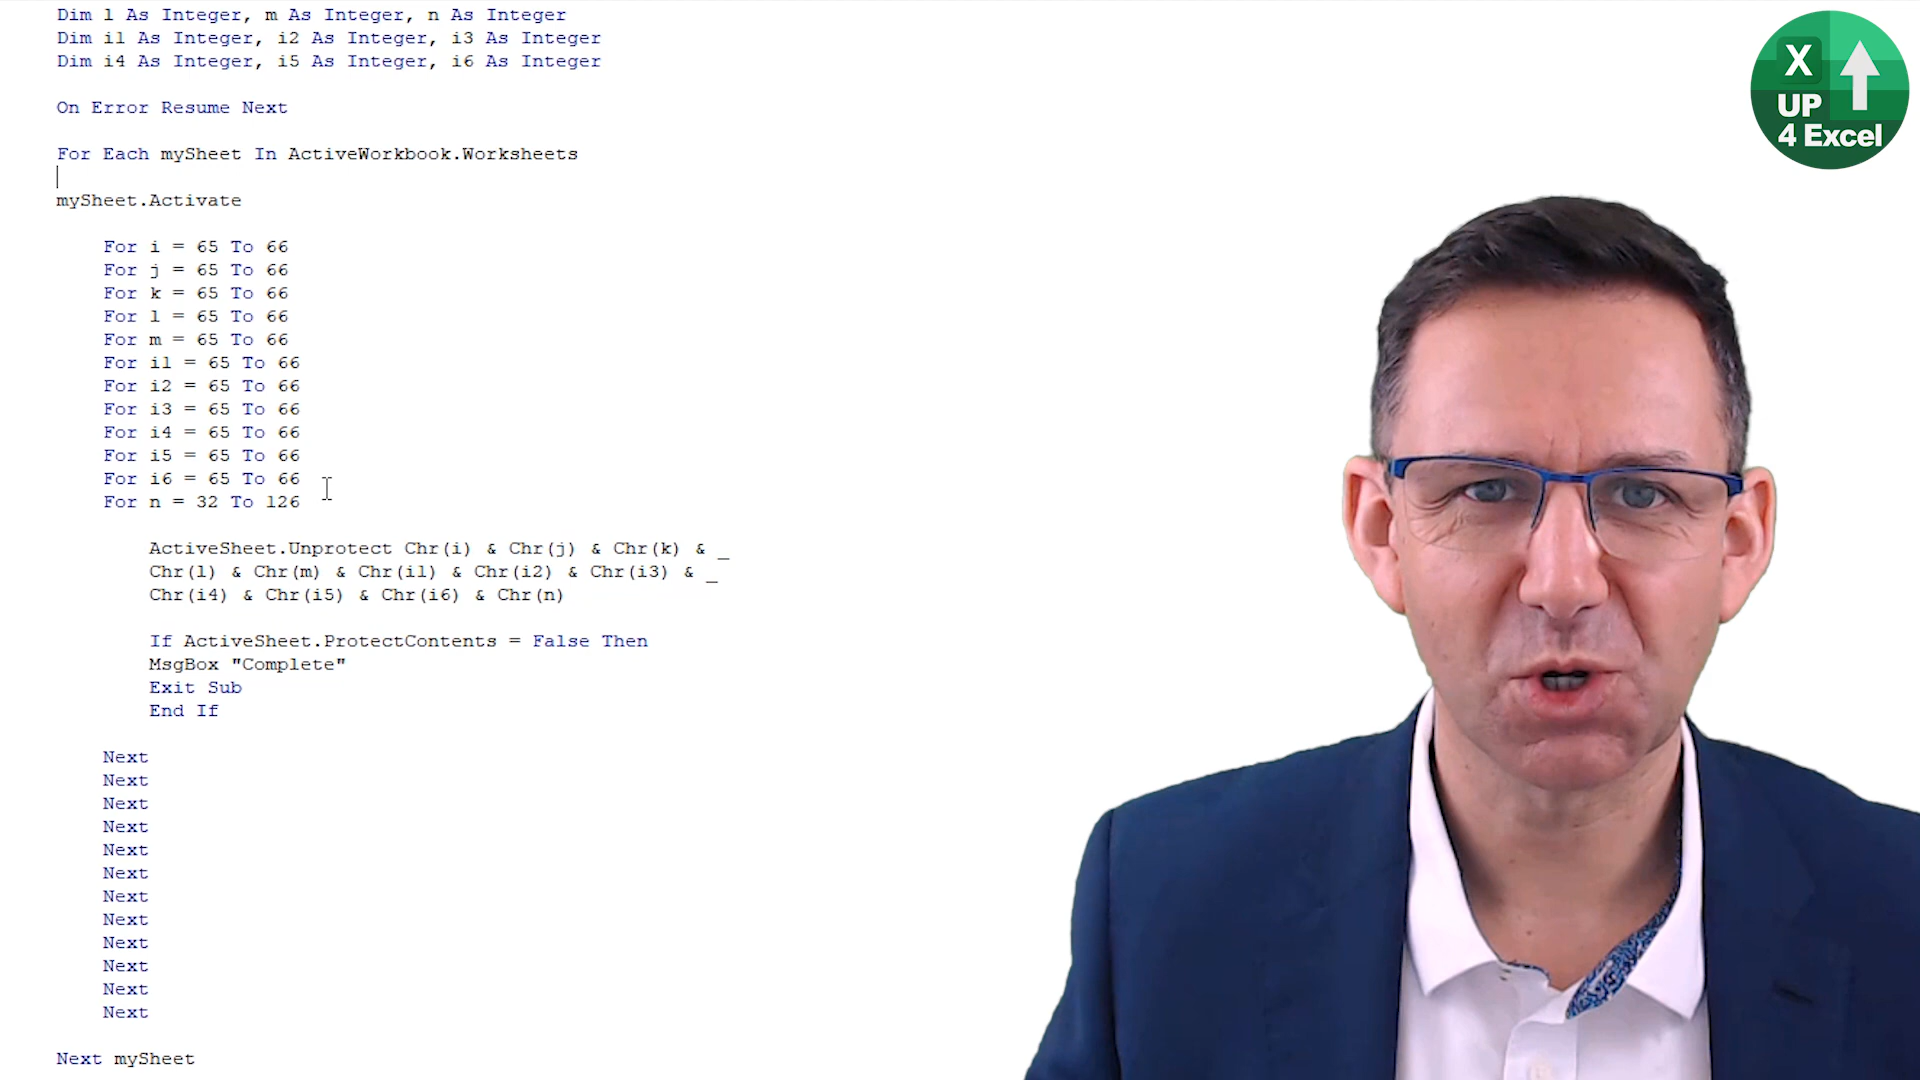 Dim l As Integer, m As Integer, n As Integer
Dim i1 As Integer, i2 As Integer, i3 As Integer
Dim i4 As Integer, i5 As Integer, i6 As Integer
On Error Resume Next
For Each mySheet In ActiveWorkbook.Worksheets
mySheet.Activate
For i = 65 To 66
For j = 65 To 66
For k = 65 To 66
For l = 65 To 66
For m = 65 To 66
For i1 = 65 To 66
For i2 = 65 To 66
For i3 = 65 To 66
For i4 = 65 To 66
For i5 = 65 To 66
For i6 = 65 To 66
For n = 32 To 126
ActiveSheet.Unprotect Chr(i) & Chr(j) & Chr(k) & _
Chr(l) & Chr(m) & Chr(i1) & Chr(i2) & Chr(i3) & _
Chr(i4) & Chr(i5) & Chr(i6) & Chr(n)
If ActiveSheet.ProtectContents = False Then
MsgBox "Complete"
Exit Sub
End If
Next
Next
Next
Next
Next
Next
Next
Next
Next
Next
Next
Next
Next mySheet
X
UP
4 Excel